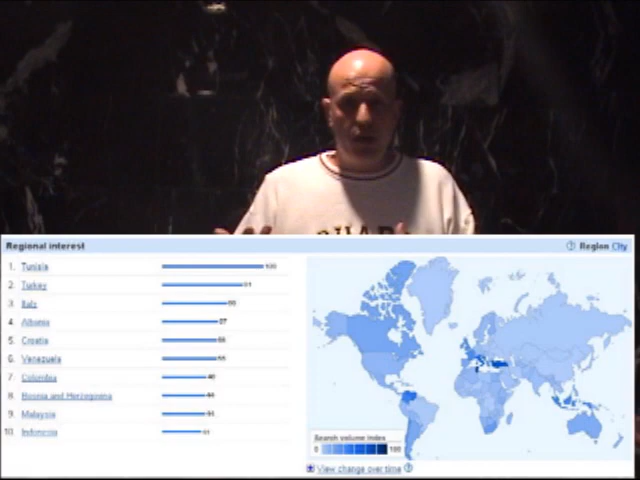 Regional interest
Region City
1. Tunisia 100
2. Turkey
3. Italy
4. Albania
5. Croatia
6. Venezuela
7. Colombia
8. Bosnia and Herzegovina
9. Malaysia
10. Indonesia
Search volume index
0 100
View change over time